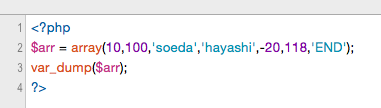 1 <?php
2 $arr = array(10,100,'soeda','hayashi',-20,118,'END');
3 var_dump($arr);
4 ?>